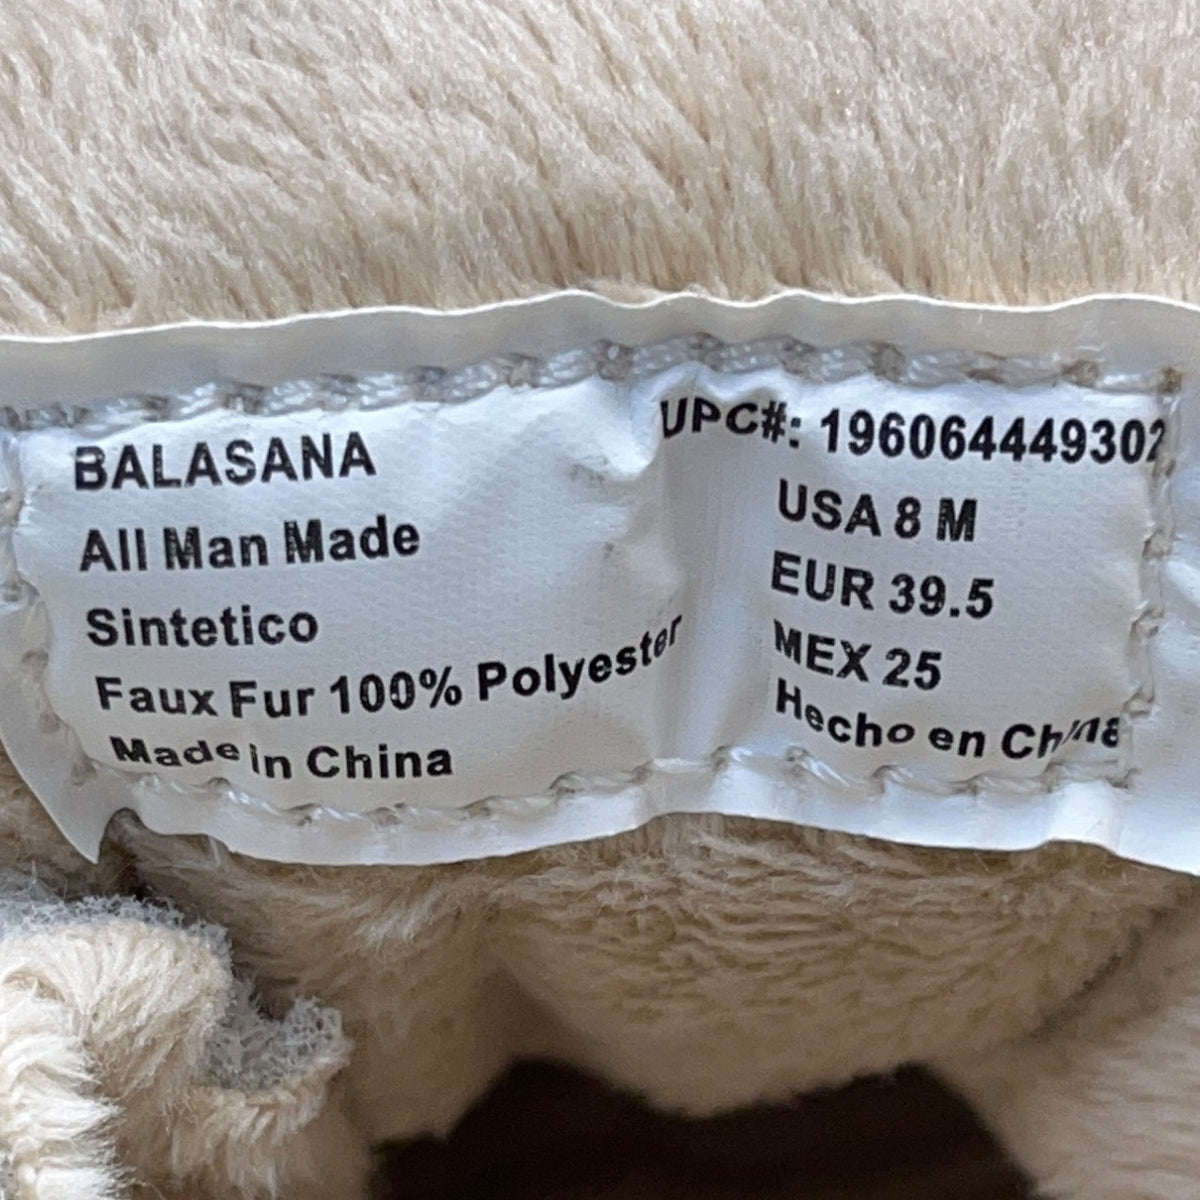 BALASANA
All Man Made
Sintetico
Faux Fur 100% Polyester
Made in China
UPC#: 196064449302
USA 8 M
EUR 39.5
MEX 25
Hecho en China